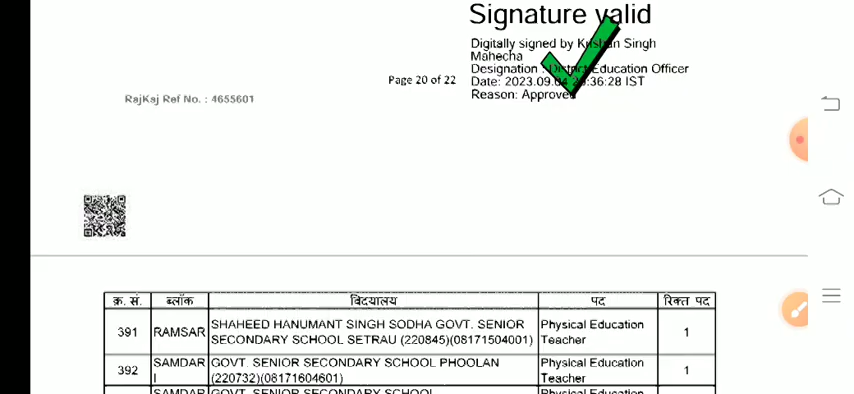 Signature valid
Digitally signed by Krishan Singh
Mahecha
Designation : District Education Officer
Page 20 of 22
Date: 2023.09.04 :36:28 IST
Reason: Approved
RajKaj Ref No. : 4655601
क्र. सं. ब्लॉक विद्यालय पद रिक्त पद
391 RAMSAR SHAHEED HANUMANT SINGH SODHA GOVT. SENIOR Physical Education 1
SECONDARY SCHOOL SETRAU (220845)(08171504001) Teacher
392 SAMDAR GOVT. SENIOR SECONDARY SCHOOL PHOOLAN Physical Education 1
I (220732)(08171604601) Teacher
SAMDAR GOVT. SENIOR SECONDARY SCHOOL Physical Education